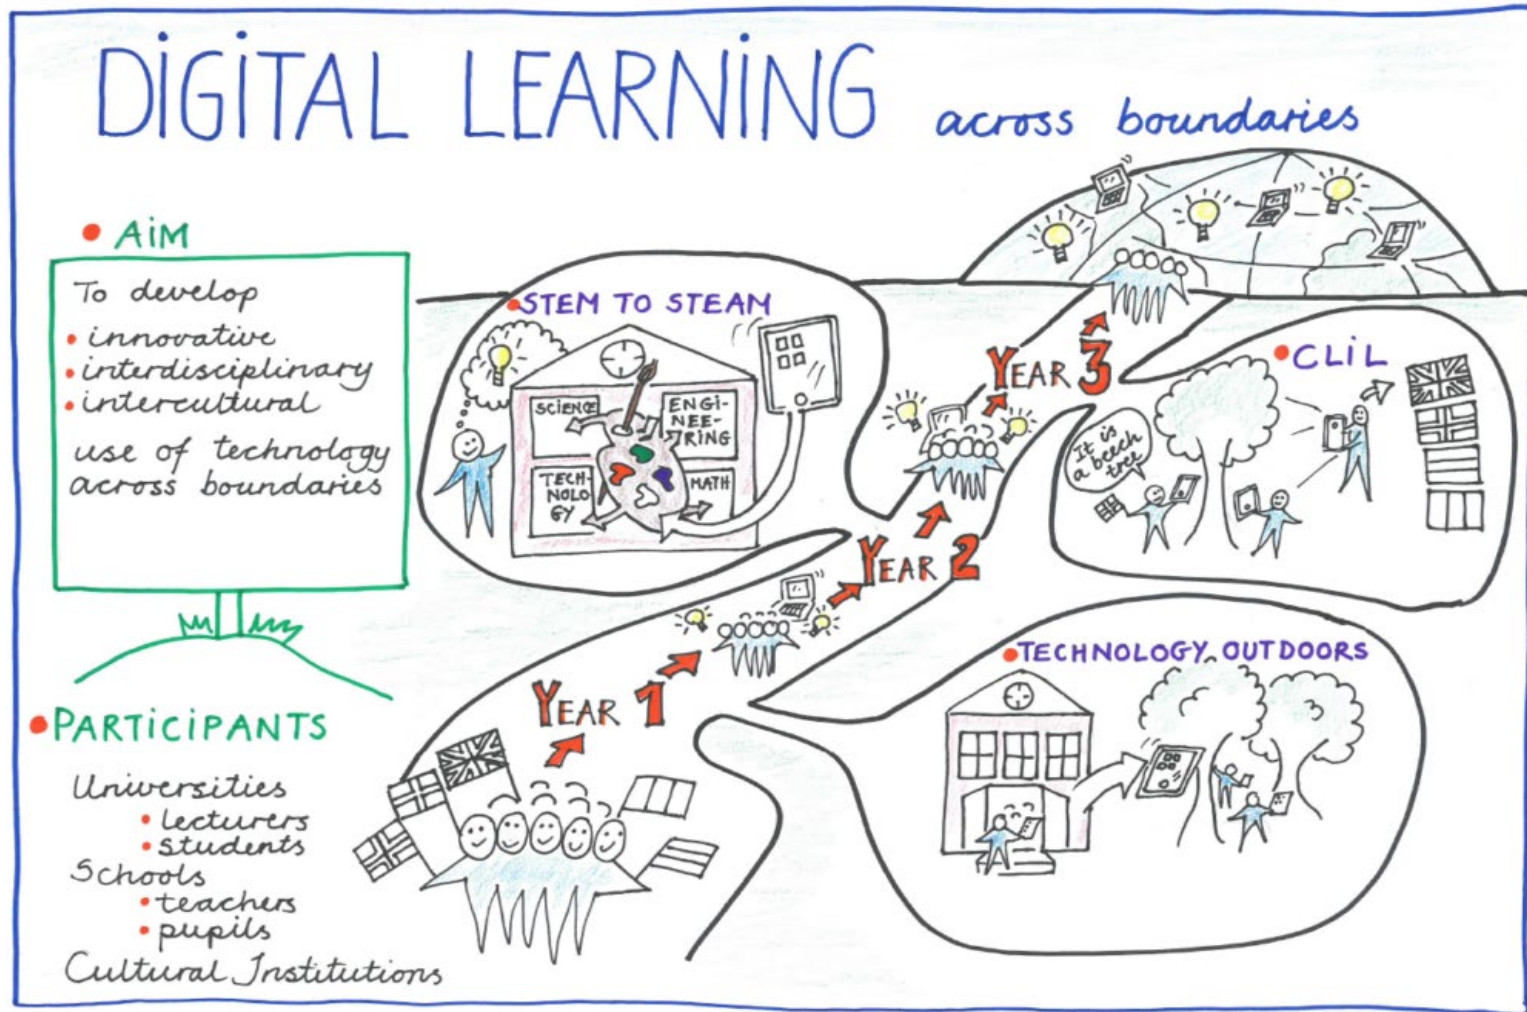 DIGITAL LEARNING across boundaries
• AIM
To develop
• innovative
• interdisciplinary
• intercultural
use of technology
across boundaries
• PARTICIPANTS
Universities
• lecturers
• students
Schools
• teachers
• pupils
Cultural Institutions
• STEM TO STEAM
SCIENCE
ENGI-
NEE-
RING
TECH-
NOLO
GY
MATH
YEAR 1
YEAR 2
YEAR 3
• CLIL
It is
a beech
tree
• TECHNOLOGY OUTDOORS